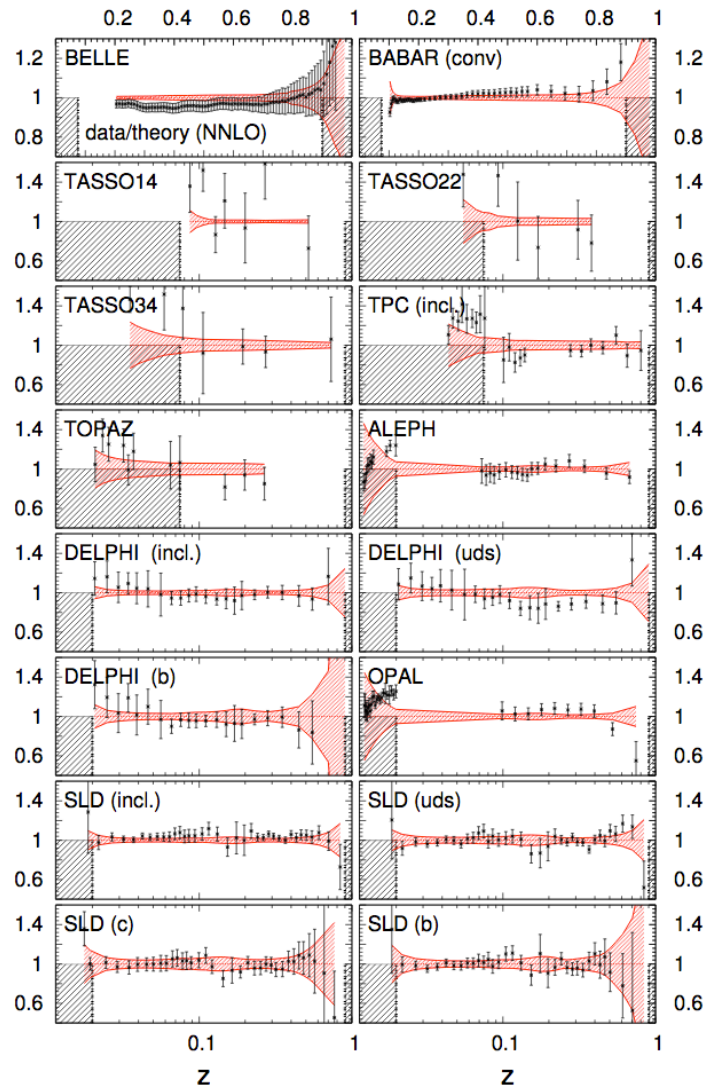 0.2 0.4 0.6 0.8 1 0.2 0.4 0.6 0.8 1
BELLE
BABAR (conv)
1.2
1
0.8
data/theory (NNLO)
1.2
1
0.8
TASSO14
TASSO22
1.4
1
0.6
1.4
1
0.6
TASSO34
TPC (incl.)
1.4
1
0.6
1.4
1
0.6
TOPAZ
ALEPH
1.4
1
0.6
1.4
1
0.6
DELPHI (incl.)
DELPHI (uds)
1.4
1
0.6
1.4
1
0.6
DELPHI (b)
OPAL
1.4
1
0.6
1.4
1
0.6
SLD (incl.)
SLD (uds)
1.4
1
0.6
1.4
1
0.6
SLD (c)
SLD (b)
1.4
1
0.6
1.4
1
0.6
0.1 1 0.1 1
z z